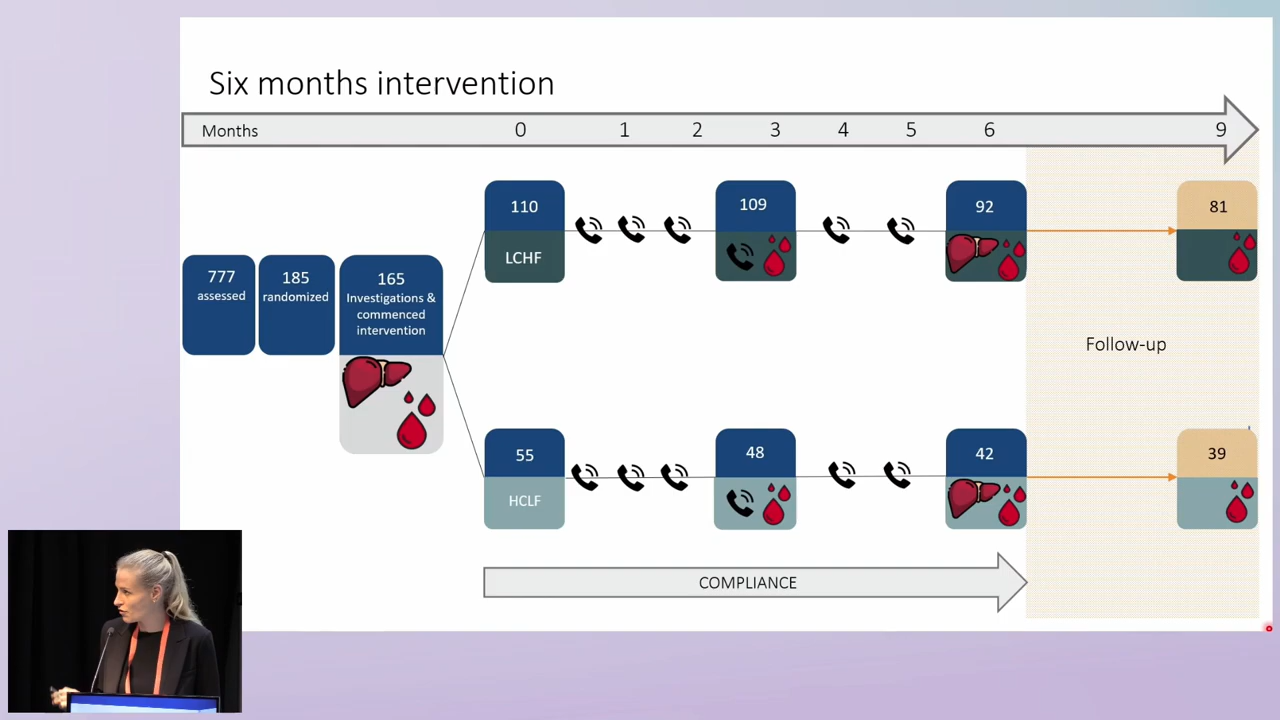 Six months intervention
Months 0 1 2 3 4 5 6 9
777
assessed
185
randomized
165
Investigations &
commenced
intervention
110
LCHF
109
92
81
Follow-up
55
HCLF
48
42
39
COMPLIANCE